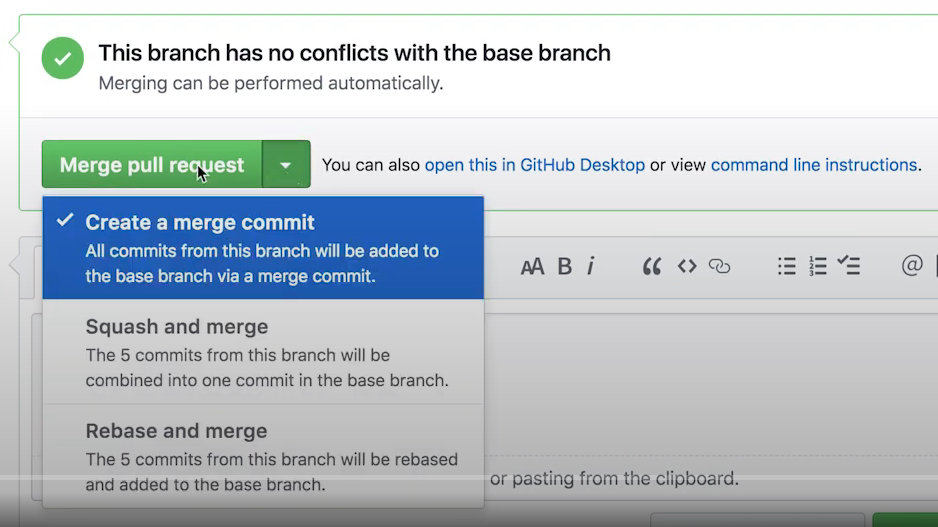 This branch has no conflicts with the base branch
Merging can be performed automatically.
Merge pull request
You can also open this in GitHub Desktop or view command line instructions.
Create a merge commit
All commits from this branch will be added to
the base branch via a merge commit.
Squash and merge
The 5 commits from this branch will be
combined into one commit in the base branch.
Rebase and merge
The 5 commits from this branch will be rebased
and added to the base branch.
AA B i “ <> @
or pasting from the clipboard.